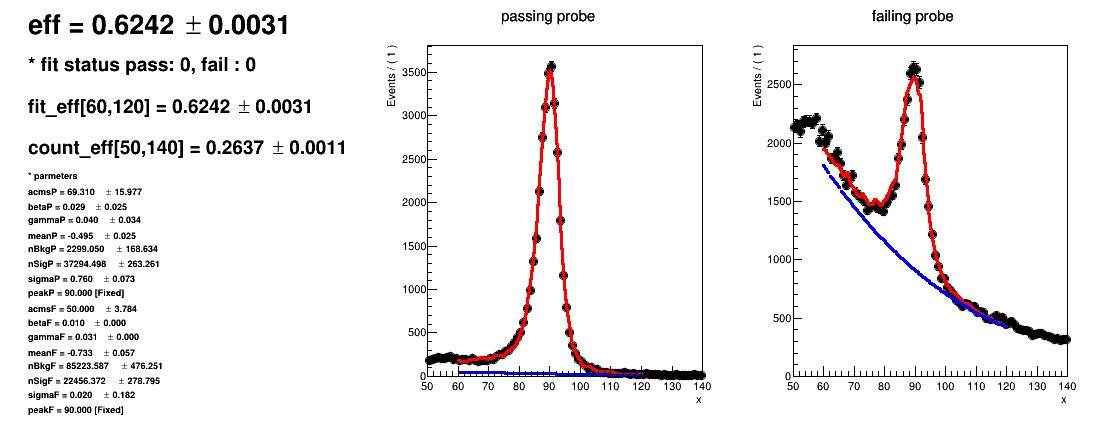 eff = 0.6242 ± 0.0031
* fit status pass: 0, fail : 0
fit_eff[60,120] = 0.6242 ± 0.0031
count_eff[50,140] = 0.2637 ± 0.0011
* parmeters
acmsP = 69.310 ± 15.977
betaP = 0.029 ± 0.025
gammaP = 0.040 ± 0.034
meanP = -0.495 ± 0.025
nBkgP = 2299.050 ± 168.634
nSigP = 37294.498 ± 263.261
sigmaP = 0.760 ± 0.073
peakP = 90.000 [Fixed]
acmsF = 50.000 ± 3.784
betaF = 0.010 ± 0.000
gammaF = 0.031 ± 0.000
meanF = -0.733 ± 0.057
nBkgF = 85223.587 ± 476.251
nSigF = 22456.372 ± 278.795
sigmaF = 0.020 ± 0.182
peakF = 90.000 [Fixed]
passing probe
Events / ( 1 )
3500
3000
2500
2000
1500
1000
500
0
50 60 70 80 90 100 110 120 130 140
x
failing probe
Events / ( 1 )
2500
2000
1500
1000
500
0
50 60 70 80 90 100 110 120 130 140
x